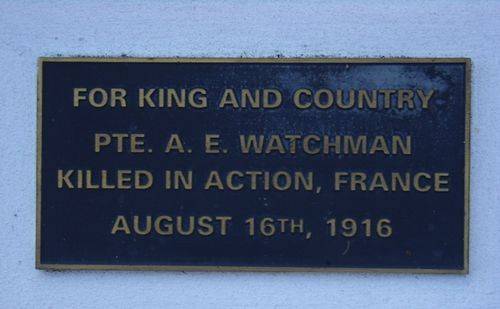 FOR KING AND COUNTRY
PTE. A. E. WATCHMAN
KILLED IN ACTION, FRANCE
AUGUST 16TH, 1916